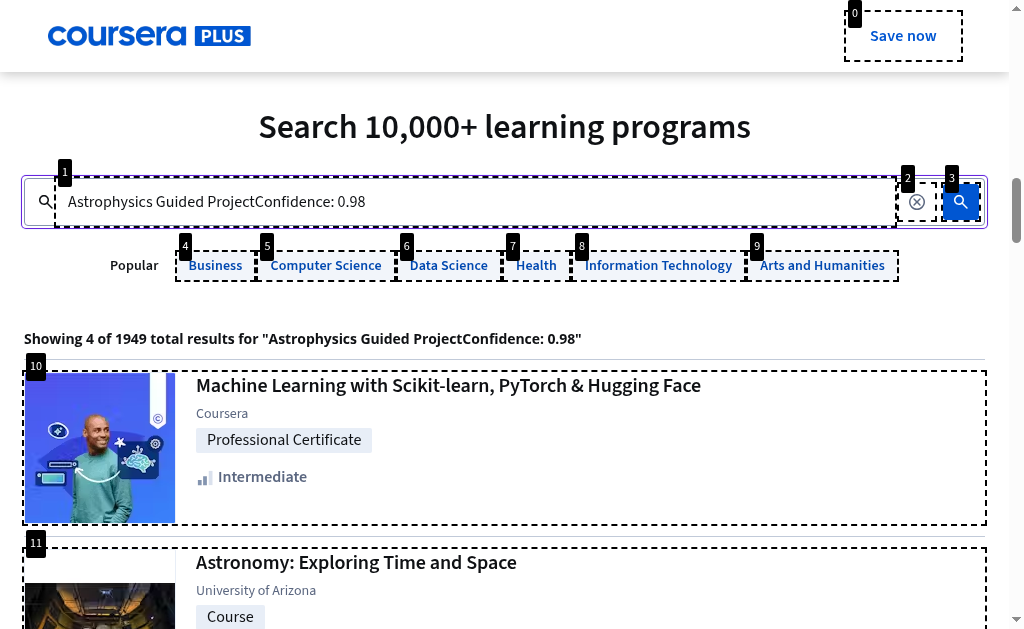 coursera PLUS
0
Save now
Search 10,000+ learning programs
1
2
3
Astrophysics Guided ProjectConfidence: 0.98
4
5
6
7
8
9
Popular
Business
Computer Science
Data Science
Health
Information Technology
Arts and Humanities
Showing 4 of 1949 total results for "Astrophysics Guided ProjectConfidence: 0.98"
10
Machine Learning with Scikit-learn, PyTorch & Hugging Face
Coursera
Professional Certificate
Intermediate
11
Astronomy: Exploring Time and Space
University of Arizona
Course